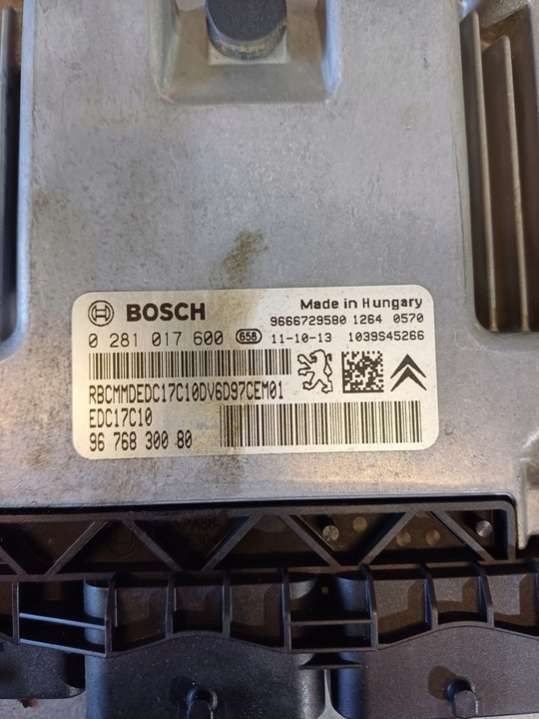 BOSCH
Made in Hungary
9666729580 1264 0570
0 281 017 600 658 11-10-13 1039S45266
RBCMMDEDC17C10DV6D97CEM01
EDC17C10
96 768 300 80